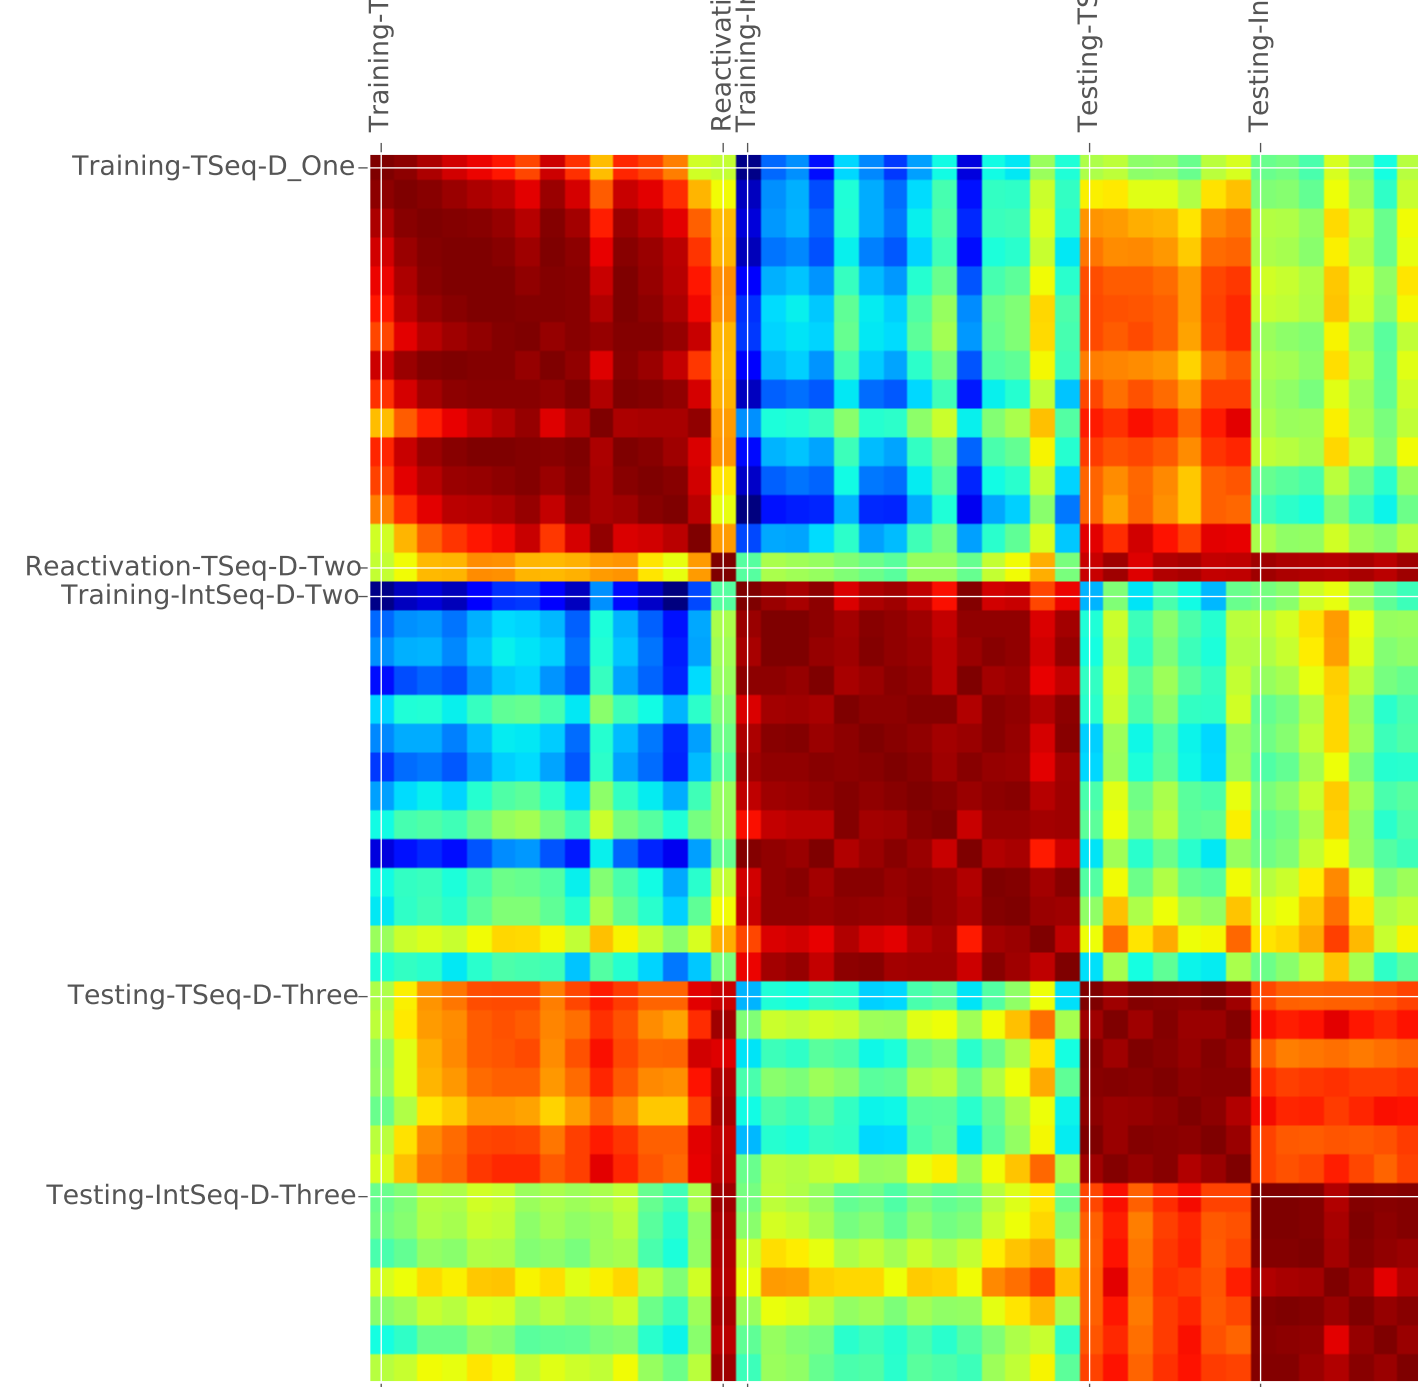 Training-T
Reactivati
Training-In
Testing-TS
Testing-In
Training-TSeq-D_One
Reactivation-TSeq-D-Two
Training-IntSeq-D-Two
Testing-TSeq-D-Three
Testing-IntSeq-D-Three